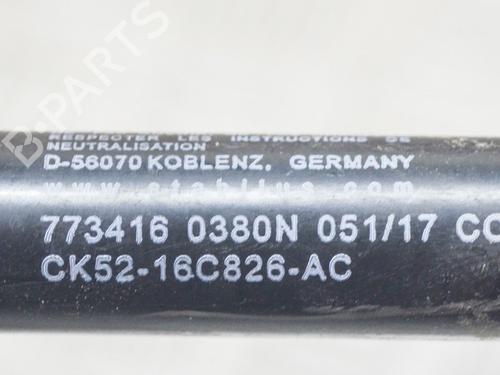 RESPECTER LES INSTRUCTIONS DE
NEUTRALISATION
D-56070 KOBLENZ, GERMANY
www.stabilus.com
773416 0380N 051/17 CO
CK52-16C826-AC
B-PARTS